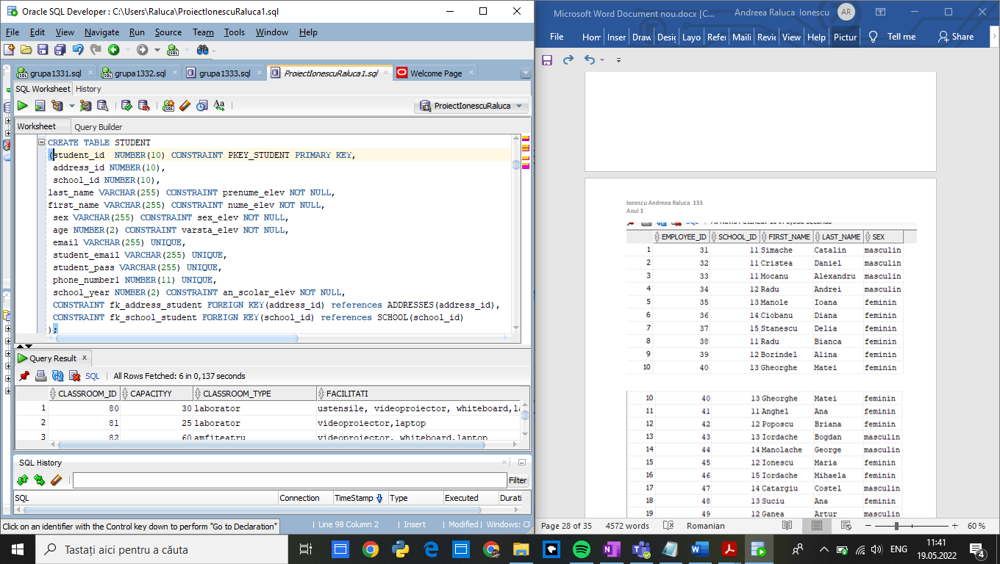 Oracle SQL Developer : C:\Users\Raluca\ProiectIonescuRaluca1.sql
File Edit View Navigate Run Source Team Tools Window Help
grupa1331.sql grupa1332.sql grupa1333.sql ProiectIonescuRaluca1.sql Welcome Page
SQL Worksheet History
ProiectIonescuRaluca
Worksheet Query Builder
CREATE TABLE STUDENT
(student_id NUMBER(10) CONSTRAINT PKEY_STUDENT PRIMARY KEY,
address_id NUMBER(10),
school_id NUMBER(10),
last_name VARCHAR(255) CONSTRAINT prenume_elev NOT NULL,
first_name VARCHAR(255) CONSTRAINT nume_elev NOT NULL,
sex VARCHAR(255) CONSTRAINT sex_elev NOT NULL,
age NUMBER(2) CONSTRAINT varsta_elev NOT NULL,
email VARCHAR(255) UNIQUE,
student_email VARCHAR(255) UNIQUE,
student_pass VARCHAR(255) UNIQUE,
phone_number1 NUMBER(11) UNIQUE,
school_year NUMBER(2) CONSTRAINT an_scolar_elev NOT NULL,
CONSTRAINT fk_address_student FOREIGN KEY(address_id) references ADDRESSES(address_id),
CONSTRAINT fk_school_student FOREIGN KEY(school_id) references SCHOOL(school_id)
);
Query Result x
SQL | All Rows Fetched: 6 in 0,137 seconds
CLASSROOM_ID CAPACITYY CLASSROOM_TYPE FACILITATI
1 80 30 laborator ustensile, videoproiector, whiteboard,
2 81 25 laborator videoproiector,laptop
3 82 60 amfiteatru videoproiector, whiteboard,laptop
SQL History
Filter
SQL Connection TimeStamp Type Executed Durati
Click on an identifier with the Control key down to perform "Go to Declaration" | Line 98 Column 2 | Insert | Modified | Windows: CF
Microsoft Word Document nou.docx [C... Andreea Raluca Ionescu AR
File Hom Inser Draw Desig Layo Refer Maili Revie View Help Pictur Tell me Share
Ionescu Andreea Raluca 133
Anul 1
EMPLOYEE_ID SCHOOL_ID FIRST_NAME LAST_NAME SEX
1 31 11 Simache Catalin masculin
2 32 11 Cristea Daniel masculin
3 33 11 Mocanu Alexandru masculin
4 34 12 Radu Andrei masculin
5 35 13 Manole Ioana feminin
6 36 14 Ciobanu Diana feminin
7 37 15 Stanescu Delia feminin
8 38 11 Radu Bianca feminin
9 39 12 Borindel Alina feminin
10 40 13 Gheorghe Matei feminin
10 40 13 Gheorghe Matei feminin
11 41 11 Anghel Ana feminin
12 42 12 Poposcu Briana feminin
13 43 13 Iordache Bogdan masculin
14 44 14 Manolache George masculin
15 45 12 Ionescu Maria feminin
16 46 15 Iordache Mihaela feminin
17 47 14 Catargiu Costel masculin
18 48 13 Suciu Ana feminin
19 49 12 Ganea Artur masculin
Page 28 of 35 4572 words Romanian 60 %
Tastați aici pentru a căuta
ENG 11:41
19.05.2022
4